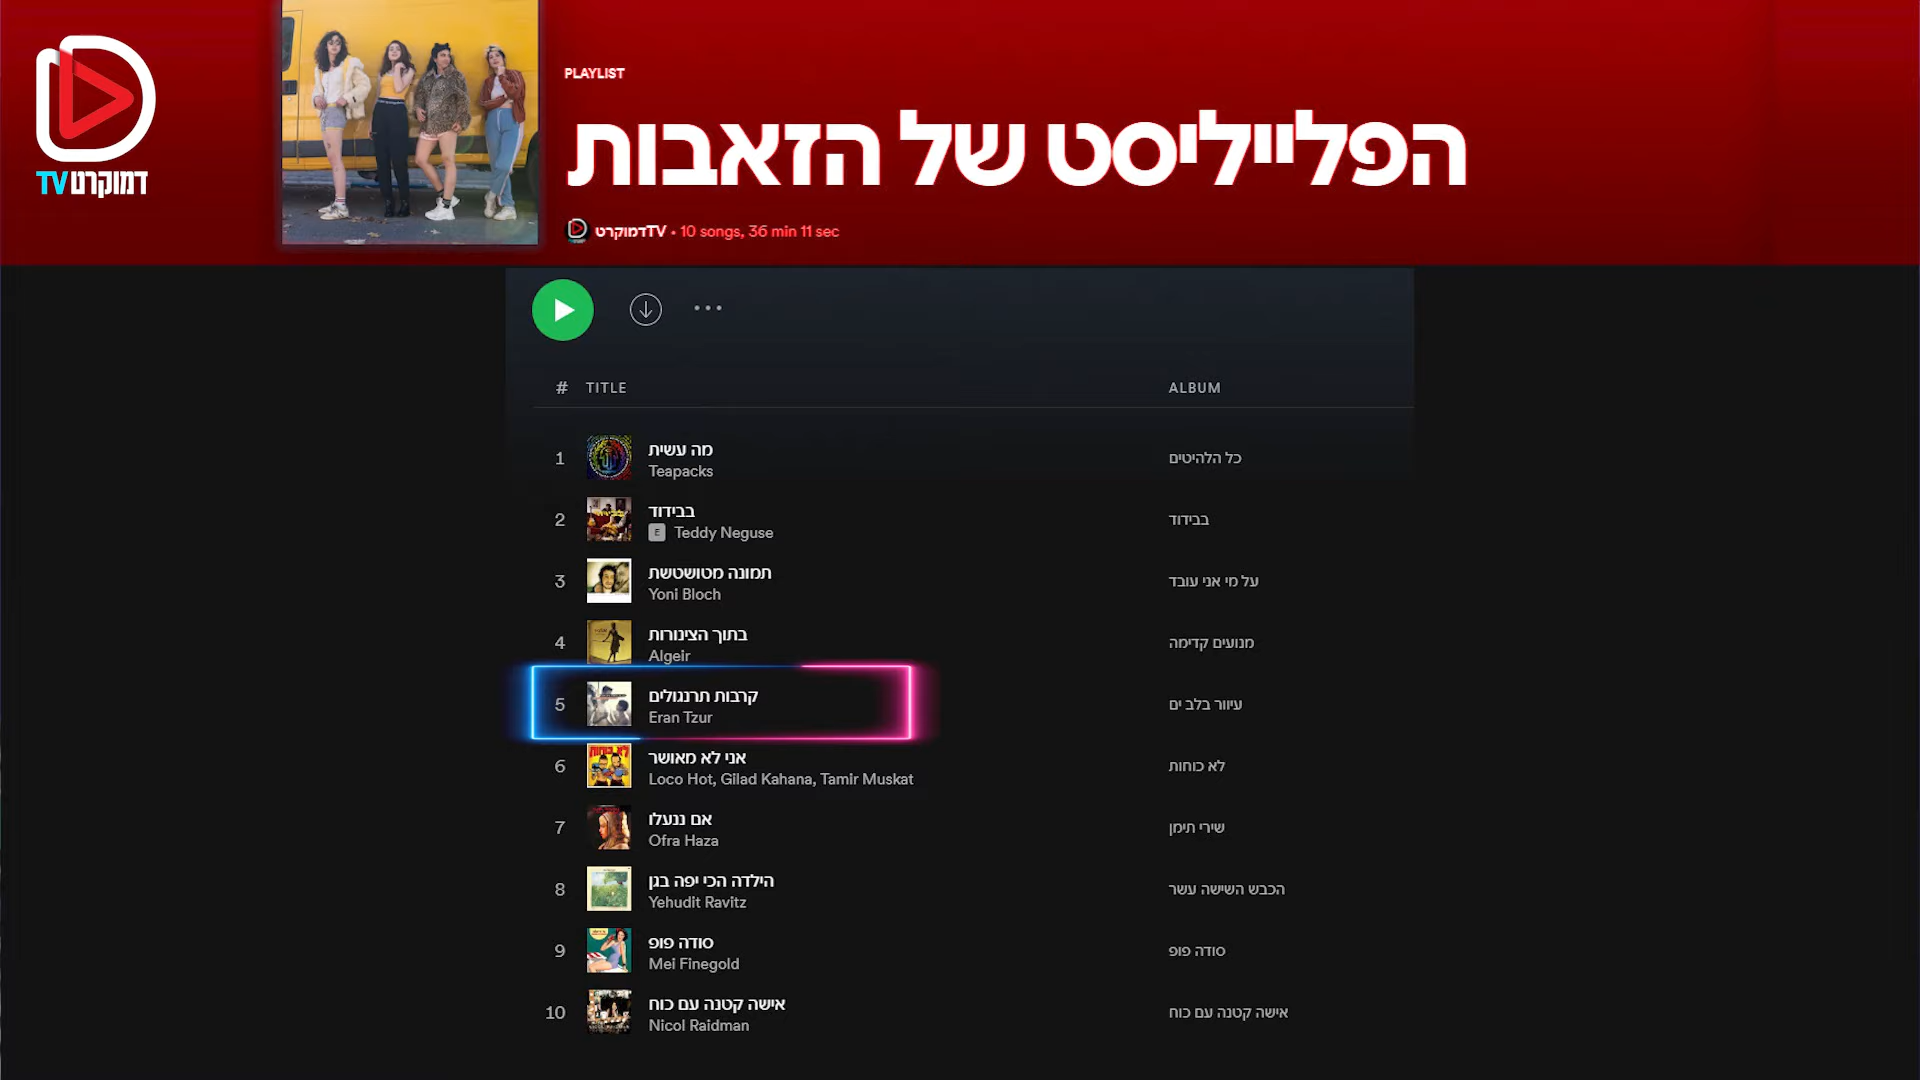 דמוקרטTV
PLAYLIST
הפלייליסט של הזאבות
דמוקרטTV • 10 songs, 36 min 11 sec
# TITLE ALBUM
1 מה עשית כל הלהיטים
Teapacks
2 בבידוד בבידוד
E Teddy Neguse
3 תמונה מטושטשת על מי אני עובד
Yoni Bloch
4 בתוך הצינורות מנועים קדימה
Algeir
5 קרבות תרנגולים עיוור בלב ים
Eran Tzur
6 אני לא מאושר לא כוחות
Loco Hot, Gilad Kahana, Tamir Muskat
7 אם ננעלו שירי תימן
Ofra Haza
8 הילדה הכי יפה בגן הכבש השישה עשר
Yehudit Ravitz
9 סודה פופ סודה פופ
Mei Finegold
10 אישה קטנה עם כוח אישה קטנה עם כוח
Nicol Raidman